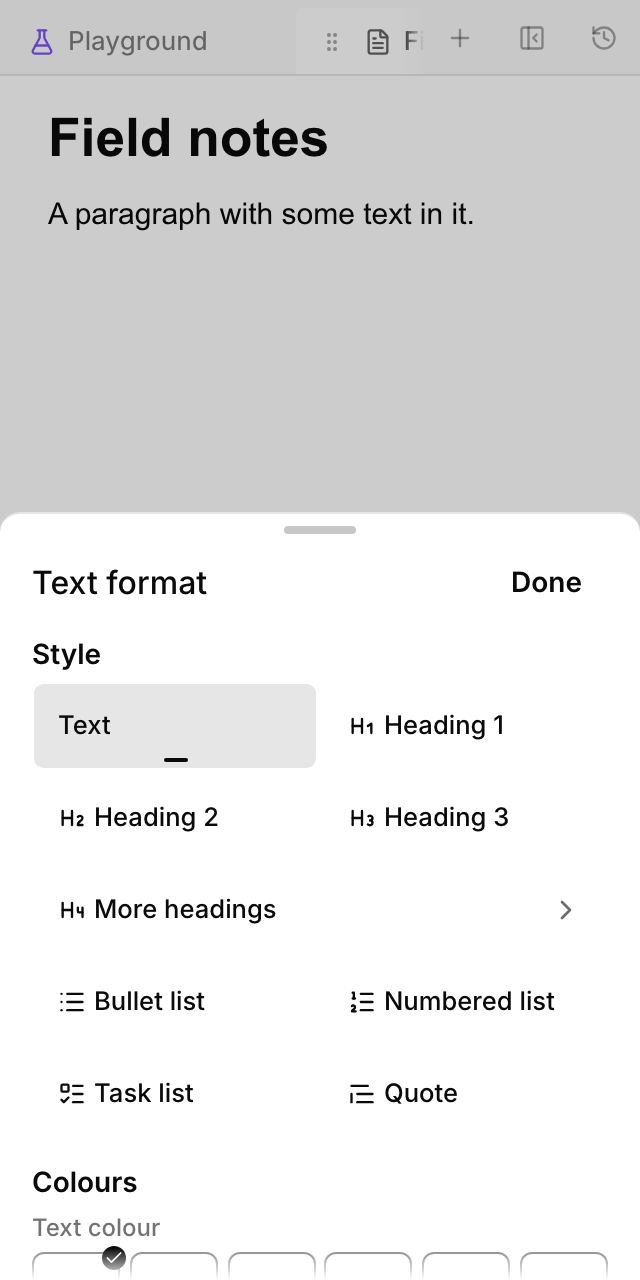 Playground
Field notes
A paragraph with some text in it.
Text format
Done
Style
Text
H1 Heading 1
H2 Heading 2
H3 Heading 3
H4 More headings
Bullet list
Numbered list
Task list
Quote
Colours
Text colour